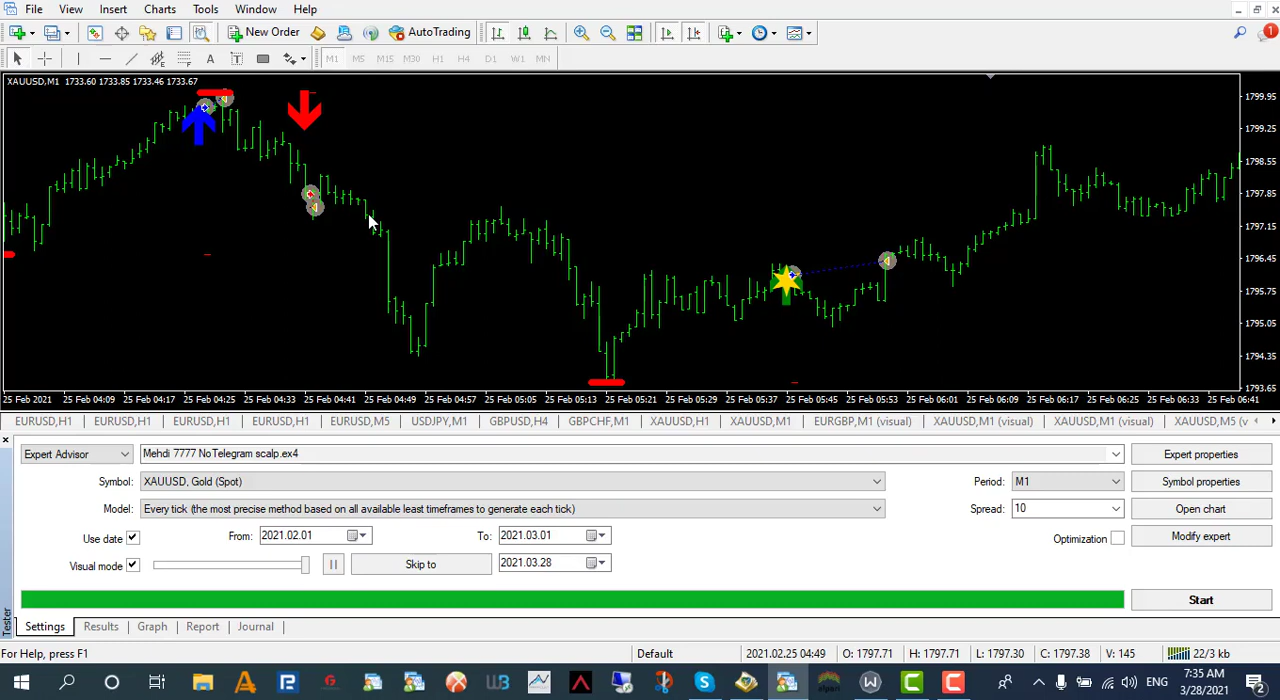 File View Insert Charts Tools Window Help
New Order AutoTrading
M1 M5 M15 M30 H1 H4 D1 W1 MN
XAUUSD,M1 1733.60 1733.85 1733.46 1733.67
1799.95
1799.25
1798.55
1797.85
1797.15
1796.45
1795.75
1795.05
1794.35
1793.65
25 Feb 2021 25 Feb 04:09 25 Feb 04:17 25 Feb 04:25 25 Feb 04:33 25 Feb 04:41 25 Feb 04:49 25 Feb 04:57 25 Feb 05:05 25 Feb 05:13 25 Feb 05:21 25 Feb 05:29 25 Feb 05:37 25 Feb 05:45 25 Feb 05:53 25 Feb 06:01 25 Feb 06:09 25 Feb 06:17 25 Feb 06:25 25 Feb 06:33 25 Feb 06:41
EURUSD,H1 EURUSD,H1 EURUSD,H1 EURUSD,H1 EURUSD,M5 USDJPY,M1 GBPUSD,H4 GBPCHF,M1 XAUUSD,H1 XAUUSD,M1 EURGBP,M1 (visual) XAUUSD,M1 (visual) XAUUSD,M1 (visual) XAUUSD,M5 (v
Expert Advisor Mehdi 7777 NoTelegram scalp.ex4 Expert properties
Symbol: XAUUSD, Gold (Spot) Period: M1 Symbol properties
Model: Every tick (the most precise method based on all available least timeframes to generate each tick) Spread: 10 Open chart
Use date From: 2021.02.01 To: 2021.03.01 Optimization Modify expert
Visual mode Skip to 2021.03.28
Start
Tester
Settings Results Graph Report Journal
For Help, press F1 Default 2021.02.25 04:49 O: 1797.71 H: 1797.71 L: 1797.30 C: 1797.38 V: 145 22/3 kb
ENG 7:35 AM
3/28/2021